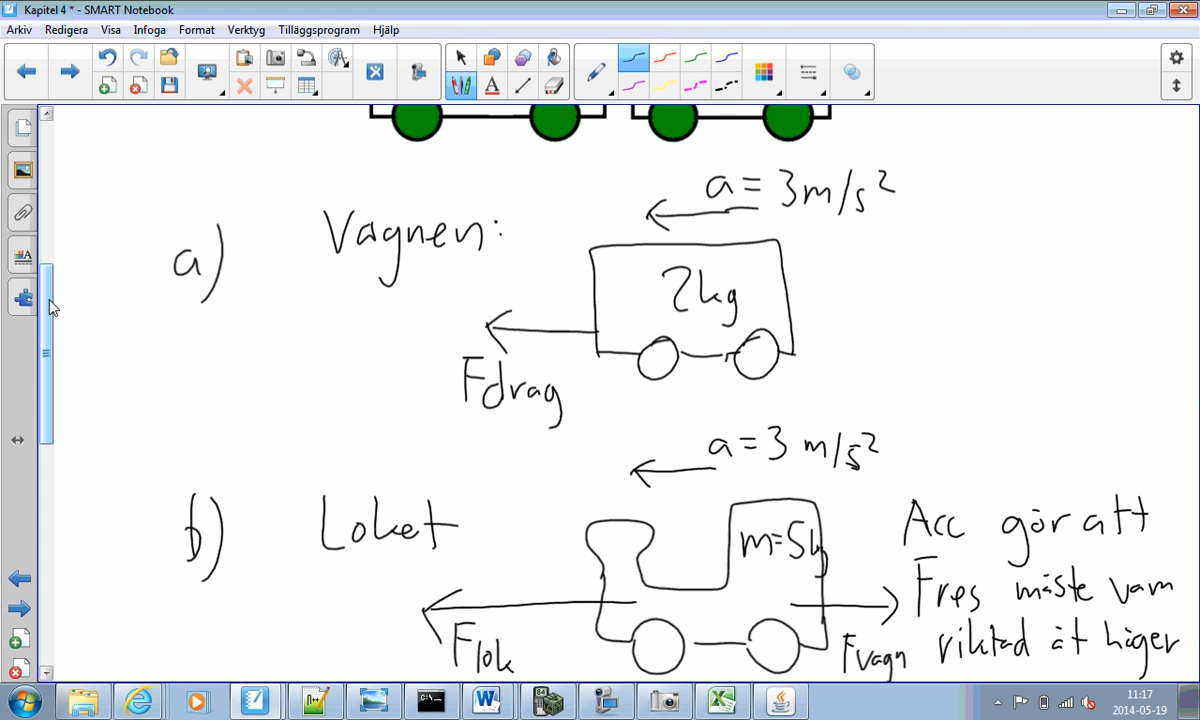 Kapitel 4 * - SMART Notebook
Arkiv Redigera Visa Infoga Format Verktyg Tilläggsprogram Hjälp
a = 3m/s²
a) Vagnen:
2kg
Fdrag
a = 3 m/s²
b) Loket
m=5kg
Acc gör att
Fres måste vara
riktad åt höger
Flok
Fvagn
11:17
2014-05-19